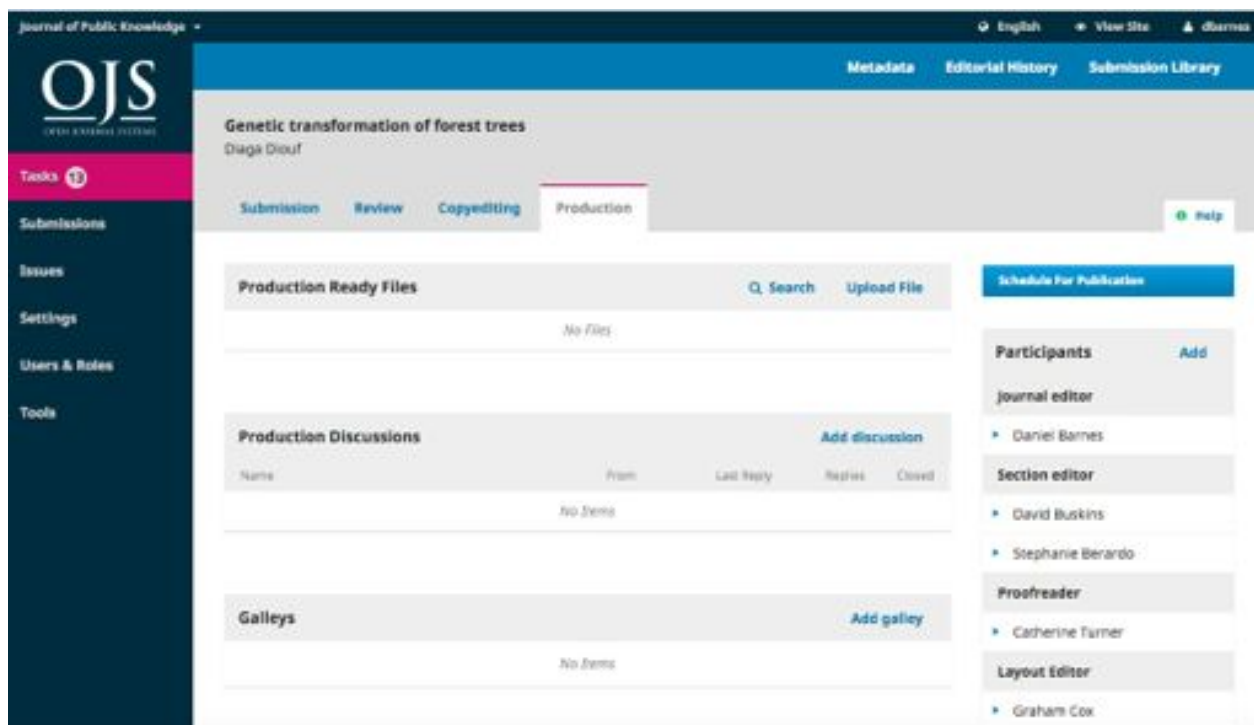 Journal of Public Knowledge
English View Site dbarnes
OJS
OPEN JOURNAL SYSTEMS
Metadata Editorial History Submission Library
Genetic transformation of forest trees
Diaga Diouf
Tasks 13
Submissions
Issues
Settings
Users & Roles
Tools
Submission Review Copyediting Production
Help
Production Ready Files Search Upload File
No Files
Production Discussions Add discussion
Name From Last Reply Replies Closed
No Items
Galleys Add galley
No Items
Schedule For Publication
Participants Add
Journal editor
Daniel Barnes
Section editor
David Buskins
Stephanie Berardo
Proofreader
Catherine Turner
Layout Editor
Graham Cox